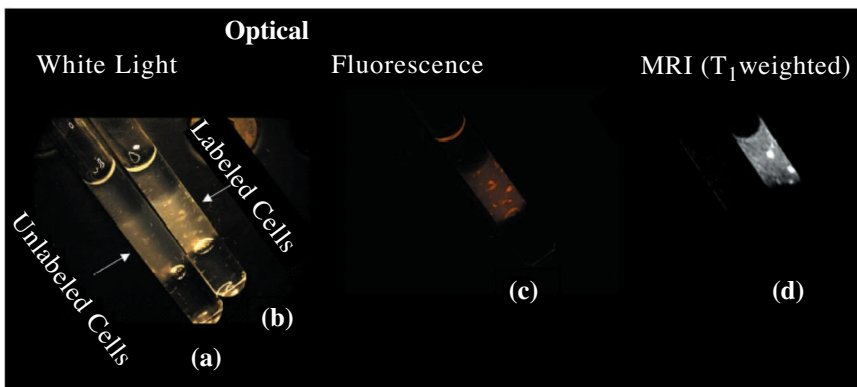 Optical
White Light
Fluorescence
MRI (T₁weighted)
Labeled Cells
Unlabeled Cells
(a)
(b)
(c)
(d)